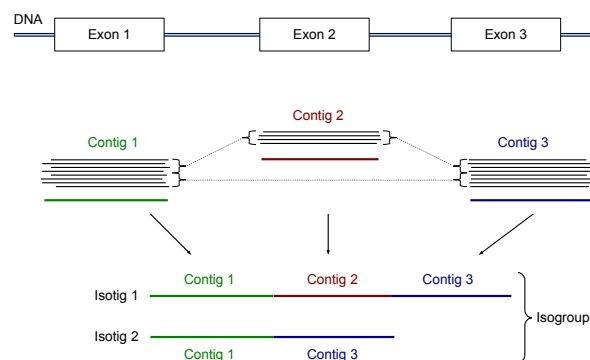 DNA
Exon 1 Exon 2 Exon 3
Contig 2
Contig 1 Contig 3
Contig 1 Contig 2 Contig 3
Isotig 1
Isogroup
Isotig 2
Contig 1 Contig 3